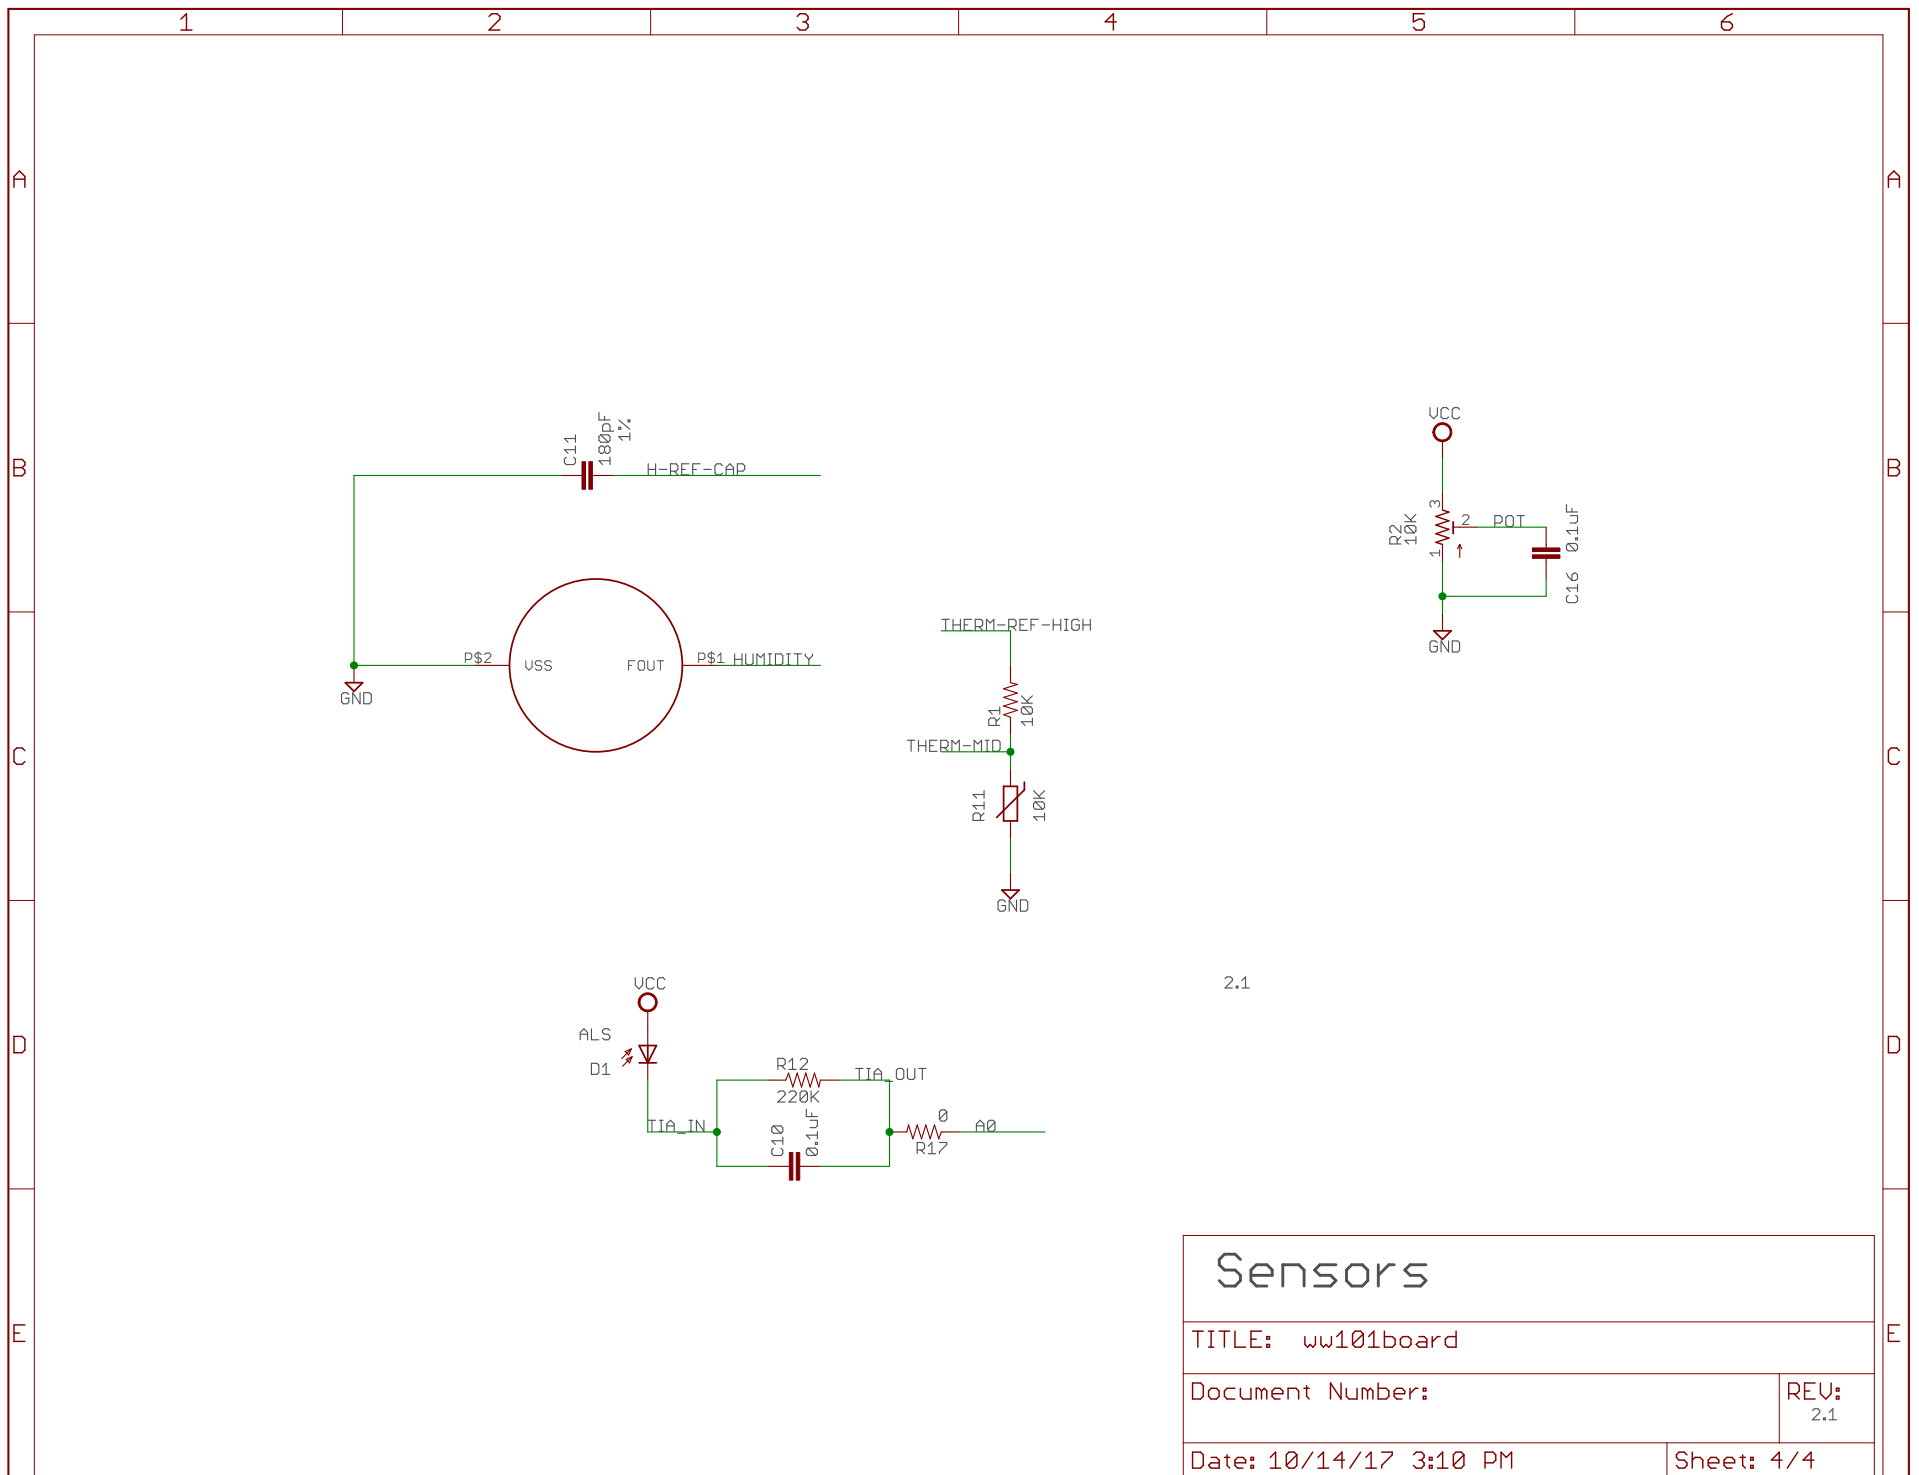 1 2 3 4 5 6
A A
B B
C C
D D
E E
C11
180pF
1%
H-REF-CAP
P$2
VSS
FOUT
P$1
HUMIDITY
GND
THERM-REF-HIGH
R1
10K
THERM-MID
R11
10K
GND
VCC
R2
10K
3
2
1
POT
0.1uF
C16
GND
VCC
ALS
D1
TIA_IN
R12
220K
TIA_OUT
C10
0.1uF
0
R17
A0
2.1
Sensors
TITLE: ww101board
Document Number:
REV:
2.1
Date: 10/14/17 3:10 PM
Sheet: 4/4